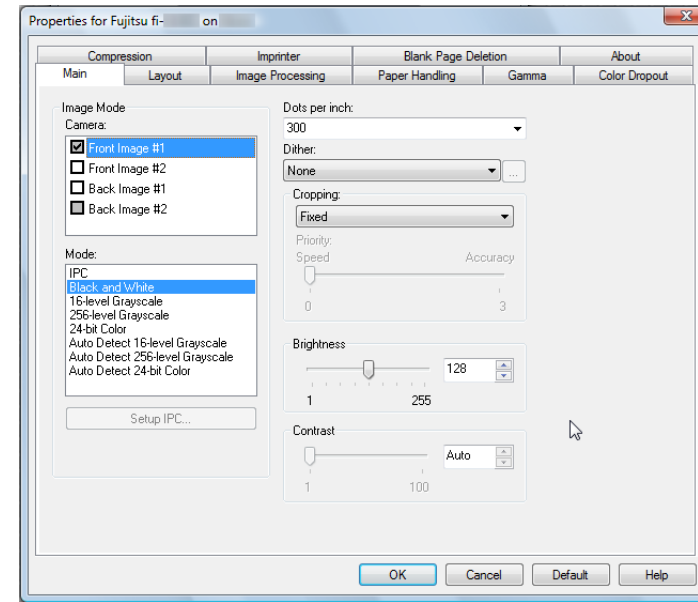 Properties for Fujitsu fi- on
Compression Imprinter Blank Page Deletion About
Main Layout Image Processing Paper Handling Gamma Color Dropout
Image Mode
Camera:
Front Image #1
Front Image #2
Back Image #1
Back Image #2
Mode:
IPC
Black and White
16-level Grayscale
256-level Grayscale
24-bit Color
Auto Detect 16-level Grayscale
Auto Detect 256-level Grayscale
Auto Detect 24-bit Color
Setup IPC...
Dots per inch:
300
Dither:
None ...
Cropping:
Fixed
Priority:
Speed Accuracy
0 3
Brightness
128
1 255
Contrast
Auto
1 100
OK Cancel Default Help